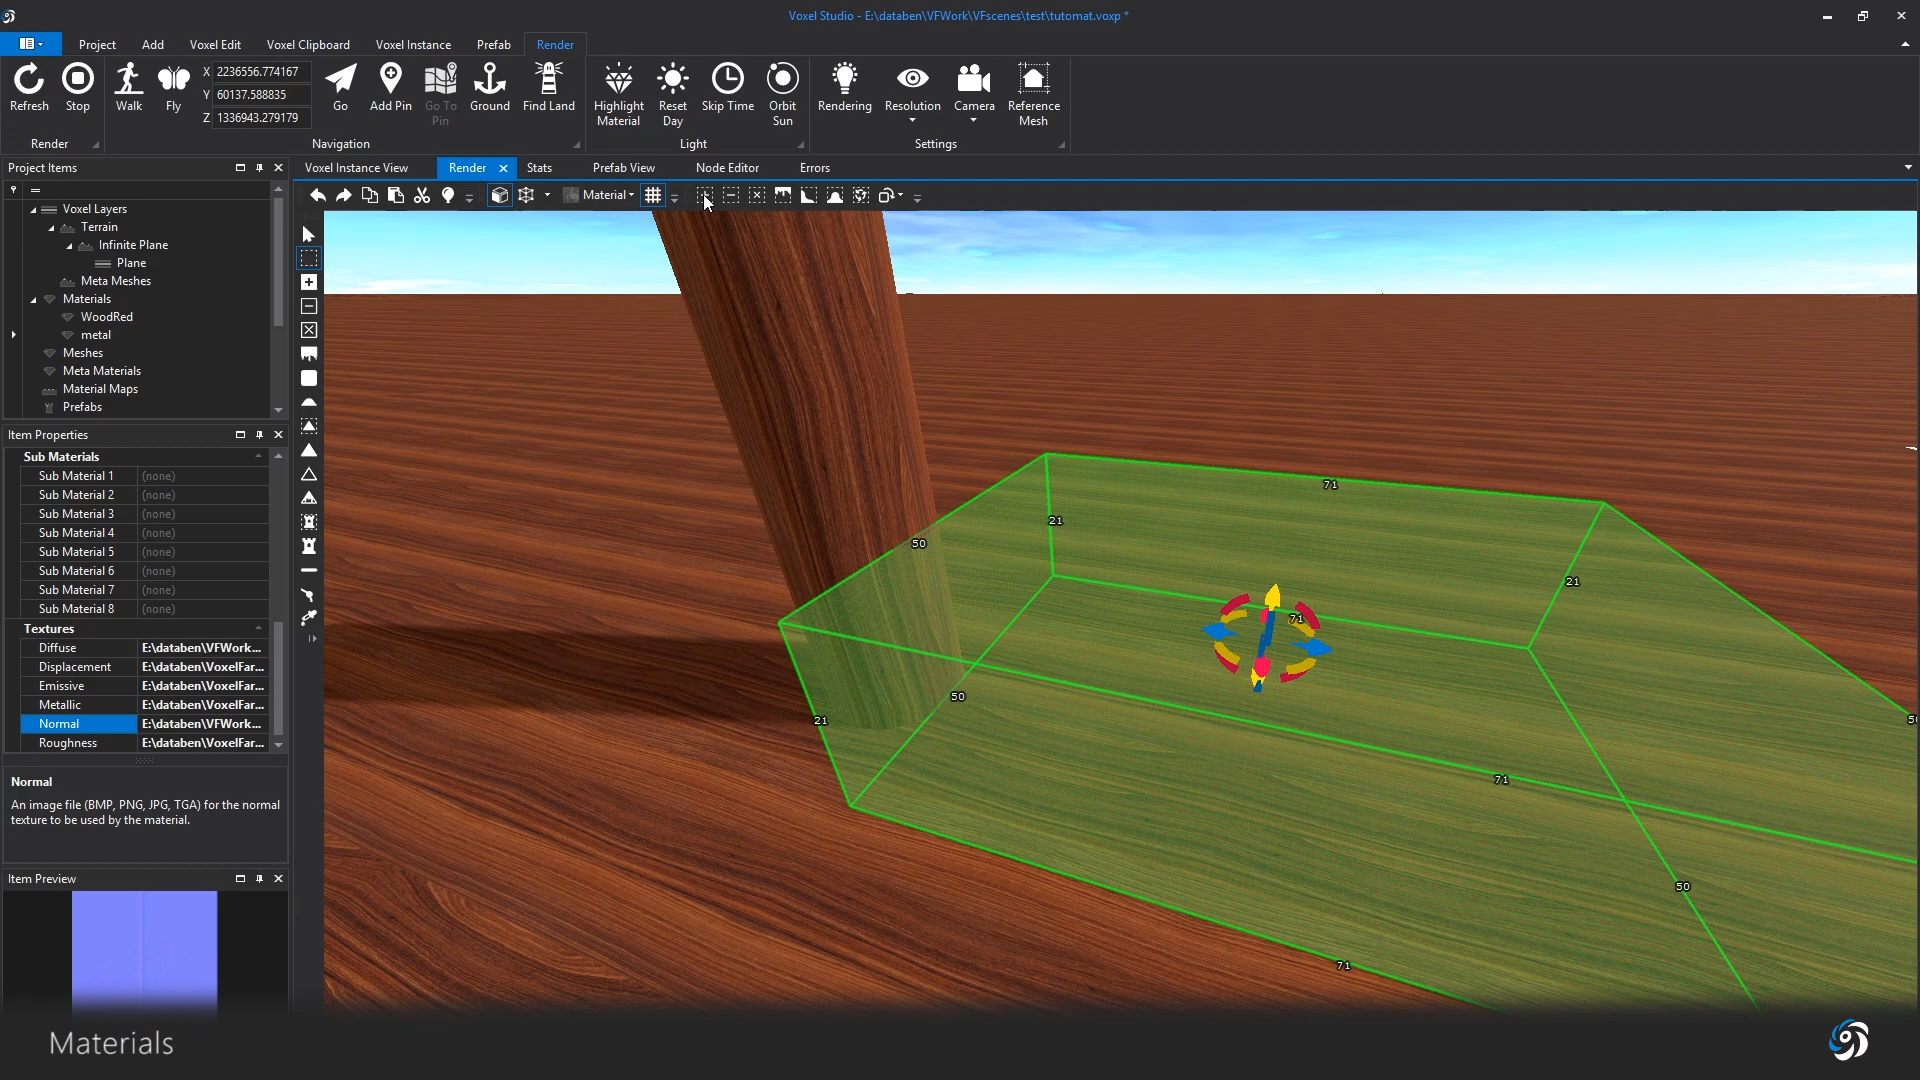 Voxel Studio - E:\databen\VFWork\VFscenes\test\tutomat.voxp *
Project Add Voxel Edit Voxel Clipboard Voxel Instance Prefab Render
X 2236556.774167
Y 60137.588835
Z 1336943.279179
Refresh Stop Walk Fly Go Add Pin Go To Pin Ground Find Land Highlight Material Reset Day Skip Time Orbit Sun Rendering Resolution Camera Reference Mesh
Render Navigation Light Settings
Project Items
Voxel Instance View Render Stats Prefab View Node Editor Errors
Material
Voxel Layers
Terrain
Infinite Plane
Plane
Meta Meshes
Materials
WoodRed
metal
Meshes
Meta Materials
Material Maps
Prefabs
Item Properties
Sub Materials
Sub Material 1 (none)
Sub Material 2 (none)
Sub Material 3 (none)
Sub Material 4 (none)
Sub Material 5 (none)
Sub Material 6 (none)
Sub Material 7 (none)
Sub Material 8 (none)
Textures
Diffuse E:\databen\VFWork...
Displacement E:\databen\VoxelFar...
Emissive E:\databen\VoxelFar...
Metallic E:\databen\VoxelFar...
Normal E:\databen\VFWork...
Roughness E:\databen\VoxelFar...
Normal
An image file (BMP, PNG, JPG, TGA) for the normal
texture to be used by the material.
Item Preview
71
21
50
21
71
50
21
71
50
71
Materials